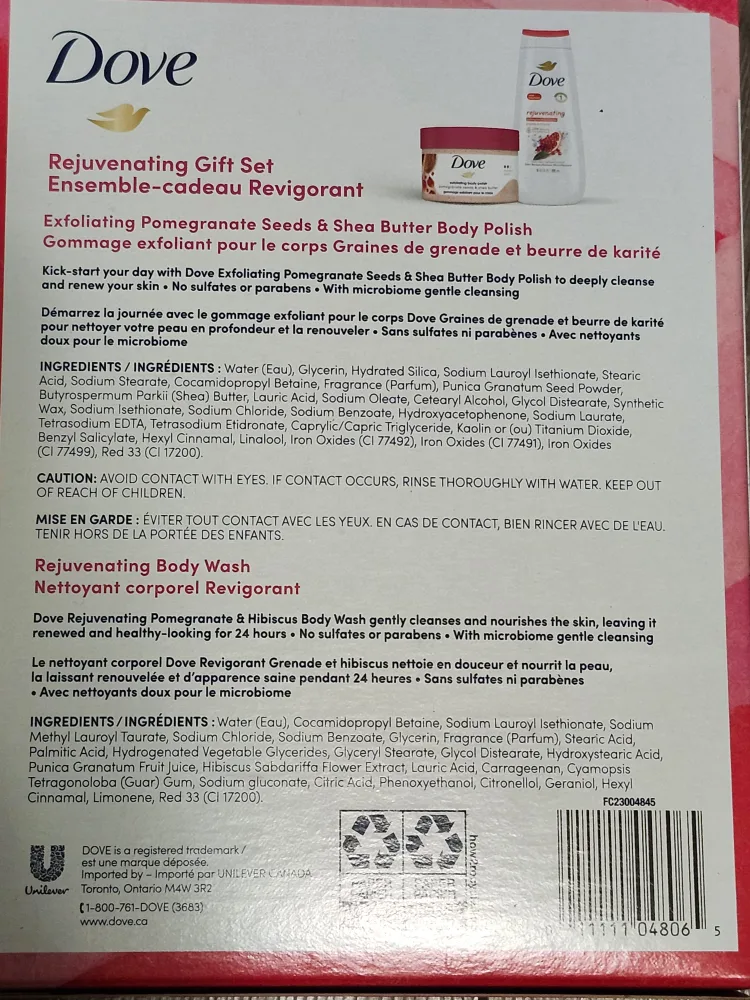 Dove
Dove
rejuvenating
Dove
exfoliating body polish
Rejuvenating Gift Set
Ensemble-cadeau Revigorant
Exfoliating Pomegranate Seeds & Shea Butter Body Polish
Gommage exfoliant pour le corps Graines de grenade et beurre de karité
Kick-start your day with Dove Exfoliating Pomegranate Seeds & Shea Butter Body Polish to deeply cleanse
and renew your skin • No sulfates or parabens • With microbiome gentle cleansing
Démarrez la journée avec le gommage exfoliant pour le corps Dove Graines de grenade et beurre de karité
pour nettoyer votre peau en profondeur et la renouveler • Sans sulfates ni parabènes • Avec nettoyants
doux pour le microbiome
INGREDIENTS / INGRÉDIENTS : Water (Eau), Glycerin, Hydrated Silica, Sodium Lauroyl Isethionate, Stearic
Acid, Sodium Stearate, Cocamidopropyl Betaine, Fragrance (Parfum), Punica Granatum Seed Powder,
Butyrospermum Parkii (Shea) Butter, Lauric Acid, Sodium Oleate, Cetearyl Alcohol, Glycol Distearate, Synthetic
Wax, Sodium Isethionate, Sodium Chloride, Sodium Benzoate, Hydroxyacetophenone, Sodium Laurate,
Tetrasodium EDTA, Tetrasodium Etidronate, Caprylic/Capric Triglyceride, Kaolin or (ou) Titanium Dioxide,
Benzyl Salicylate, Hexyl Cinnamal, Linalool, Iron Oxides (CI 77492), Iron Oxides (CI 77491), Iron Oxides
(CI 77499), Red 33 (CI 17200).
CAUTION: AVOID CONTACT WITH EYES. IF CONTACT OCCURS, RINSE THOROUGHLY WITH WATER. KEEP OUT
OF REACH OF CHILDREN.
MISE EN GARDE : ÉVITER TOUT CONTACT AVEC LES YEUX. EN CAS DE CONTACT, BIEN RINCER AVEC DE L'EAU.
TENIR HORS DE LA PORTÉE DES ENFANTS.
Rejuvenating Body Wash
Nettoyant corporel Revigorant
Dove Rejuvenating Pomegranate & Hibiscus Body Wash gently cleanses and nourishes the skin, leaving it
renewed and healthy-looking for 24 hours • No sulfates or parabens • With microbiome gentle cleansing
Le nettoyant corporel Dove Revigorant Grenade et hibiscus nettoie en douceur et nourrit la peau,
la laissant renouvelée et d'apparence saine pendant 24 heures • Sans sulfates ni parabènes
• Avec nettoyants doux pour le microbiome
INGREDIENTS / INGRÉDIENTS : Water (Eau), Cocamidopropyl Betaine, Sodium Lauroyl Isethionate, Sodium
Methyl Lauroyl Taurate, Sodium Chloride, Sodium Benzoate, Glycerin, Fragrance (Parfum), Stearic Acid,
Palmitic Acid, Hydrogenated Vegetable Glycerides, Glyceryl Stearate, Glycol Distearate, Hydroxystearic Acid,
Punica Granatum Fruit Juice, Hibiscus Sabdariffa Flower Extract, Lauric Acid, Carrageenan, Cyamopsis
Tetragonoloba (Guar) Gum, Sodium gluconate, Citric Acid, Phenoxyethanol, Citronellol, Geraniol, Hexyl
Cinnamal, Limonene, Red 33 (CI 17200).
FC23004845
Unilever
DOVE is a registered trademark /
est une marque déposée.
Imported by – Importé par UNILEVER CANADA
Toronto, Ontario M4W 3R2
1-800-761-DOVE (3683)
www.dove.ca
11111 04806 5